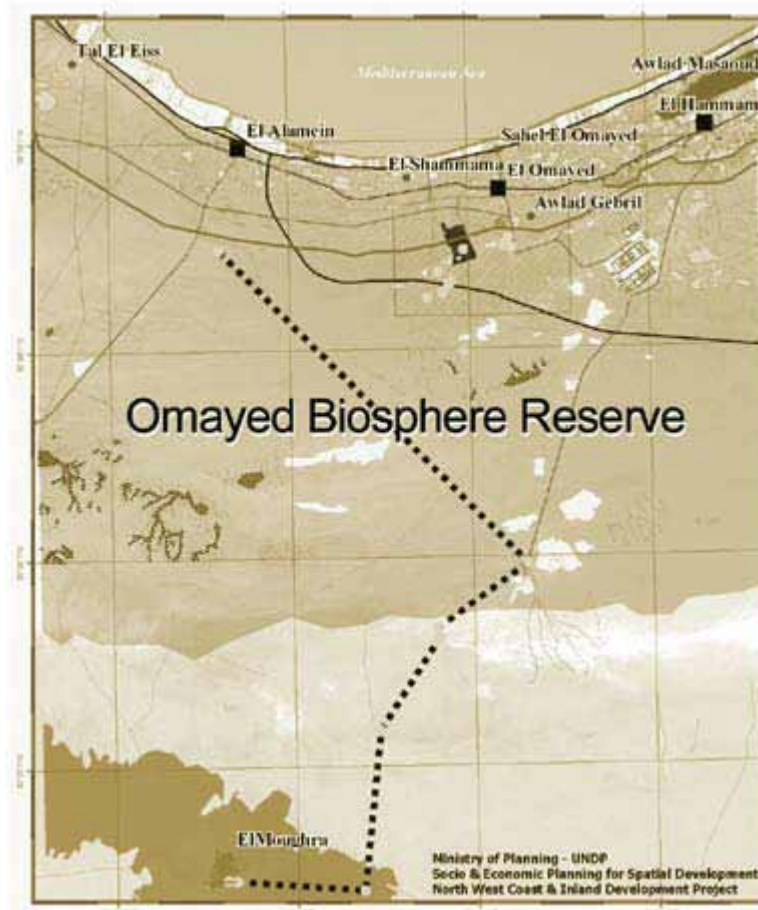 Tal El Eiss
Mediterranean Sea
Awlad Masaoud
El Hammam
El Alamein
Sahel El Omayed
El Shammama
El Omayed
Awlad Gebril
Omayed Biosphere Reserve
ElMoughra
Ministry of Planning - UNDP
Socio & Economic Planning for Spatial Development
North West Coast & Inland Development Project